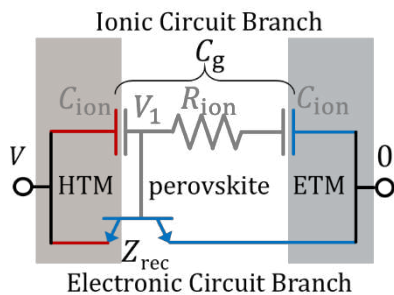 Ionic Circuit Branch
C_g
C_ion V_1 R_ion C_ion
V 0
HTM perovskite ETM
Z_rec
Electronic Circuit Branch